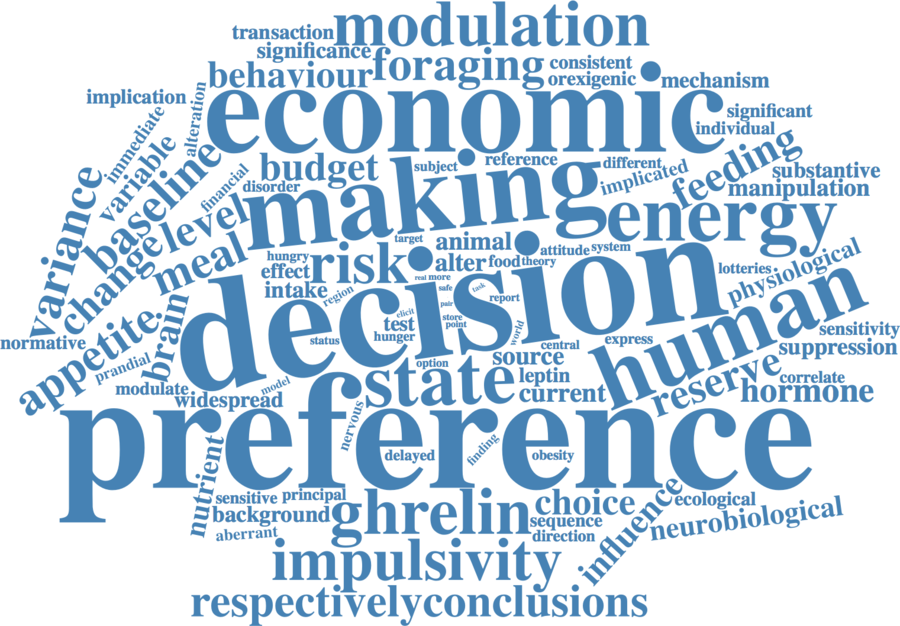 transaction
modulation
significance
behaviour
foraging
consistent
orexigenic
mechanism
implication
alteration
immediate
economic
significant
individual
variable
baseline
financial
budget
subject
reference
different
implicated
feeding
substantive
manipulation
variance
change
level
disorder
making
energy
meal
hungry
effect
intake
risk
target
animal
alter
food
theory
attitude
system
lotteries
physiological
real
more
safe
task
pair
report
store
point
region
elicit
test
hunger
status
decision
world
central
express
human
sensitivity
suppression
normative
appetite
prandial
brain
modulate
widespread
model
state
option
source
leptin
current
reserve
correlate
hormone
preference
nervous
delayed
finding
obesity
nutrient
sensitive
principal
background
aberrant
ghrelin
choice
sequence
direction
influence
ecological
neurobiological
impulsivity
respectively
conclusions